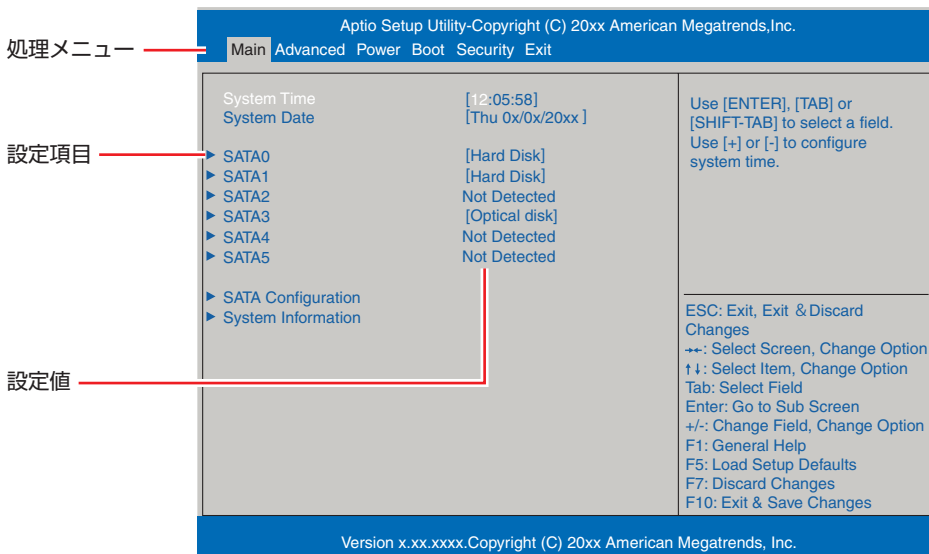 Aptio Setup Utility-Copyright (C) 20xx American Megatrends,Inc.
処理メニュー
Main Advanced Power Boot Security Exit
System Time [12:05:58]
System Date [Thu 0x/0x/20xx ]
設定項目
SATA0 [Hard Disk]
SATA1 [Hard Disk]
SATA2 Not Detected
SATA3 [Optical disk]
SATA4 Not Detected
SATA5 Not Detected
SATA Configuration
System Information
設定値
Use [ENTER], [TAB] or
[SHIFT-TAB] to select a field.
Use [+] or [-] to configure
system time.
ESC: Exit, Exit & Discard
Changes
→←: Select Screen, Change Option
↑↓: Select Item, Change Option
Tab: Select Field
Enter: Go to Sub Screen
+/-: Change Field, Change Option
F1: General Help
F5: Load Setup Defaults
F7: Discard Changes
F10: Exit & Save Changes
Version x.xx.xxxx.Copyright (C) 20xx American Megatrends, Inc.